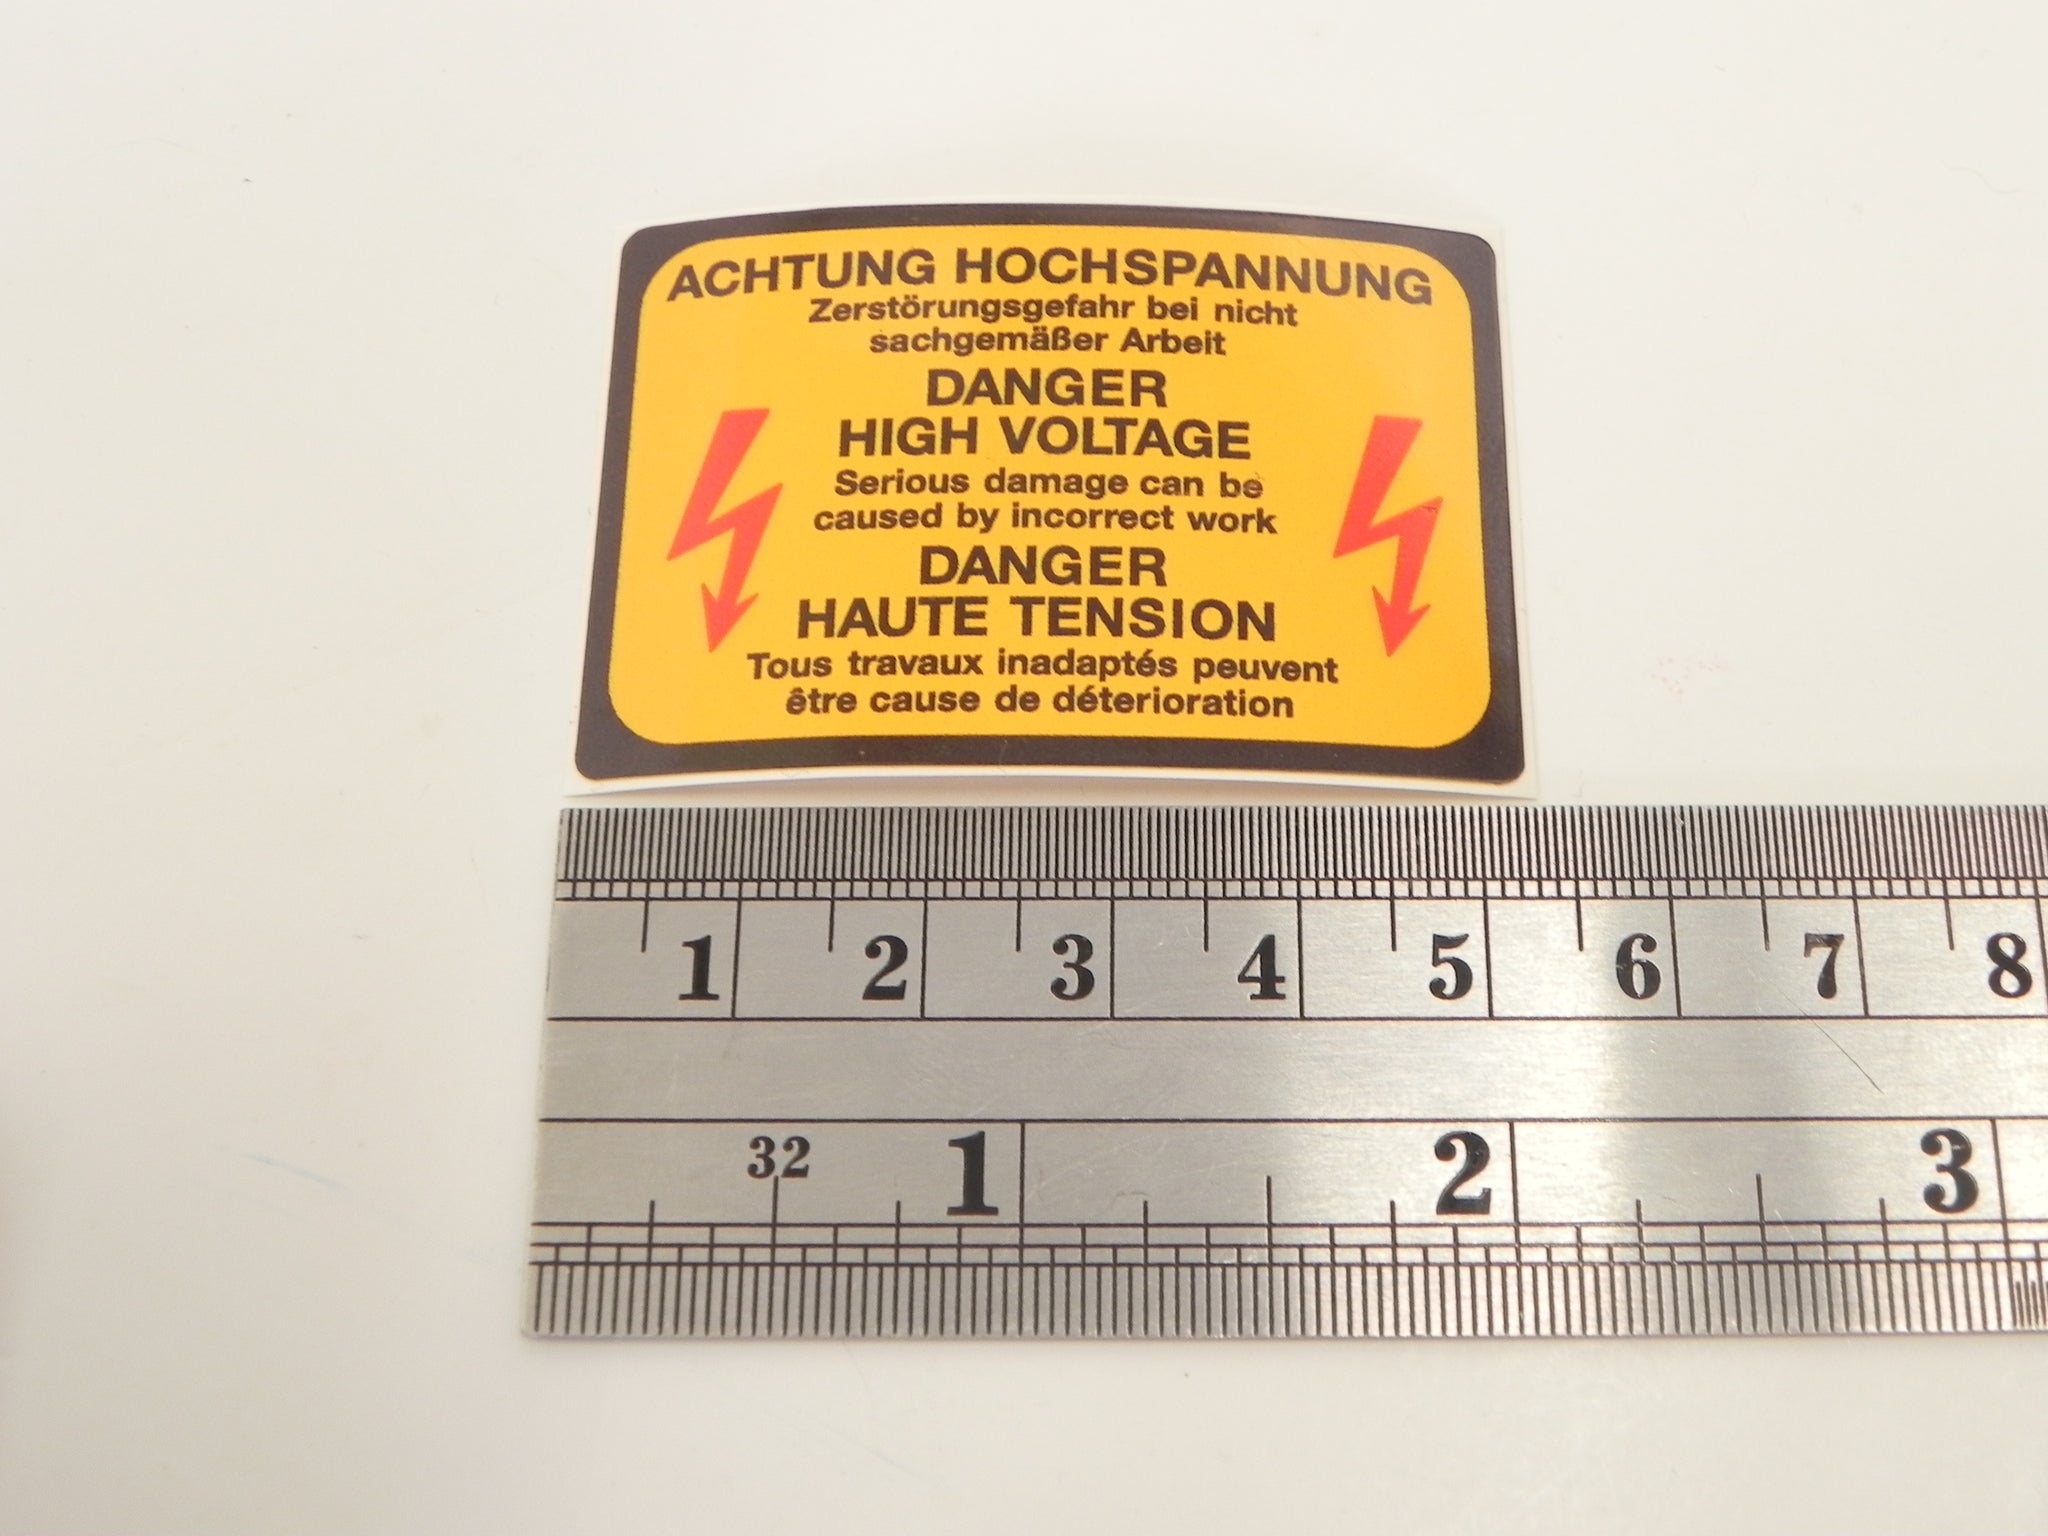 ACHTUNG HOCHSPANNUNG
Zerstörungsgefahr bei nicht
sachgemäßer Arbeit
DANGER
HIGH VOLTAGE
Serious damage can be
caused by incorrect work
DANGER
HAUTE TENSION
Tous travaux inadaptés peuvent
être cause de déterioration
1 2 3 4 5 6 7 8
32 1 2 3